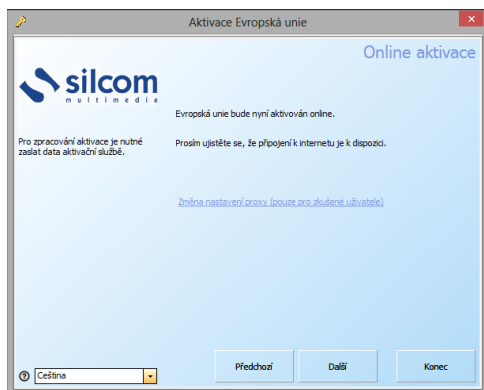 Aktivace Evropská unie
Online aktivace
silcom
multimedia
Evropská unie bude nyní aktivován online.
Pro zpracování aktivace je nutné
zaslat data aktivační službě.
Prosím ujistěte se, že připojení k internetu je k dispozici.
Změna nastavení proxy (pouze pro zkušené uživatele)
Předchozí
Další
Konec
Čeština